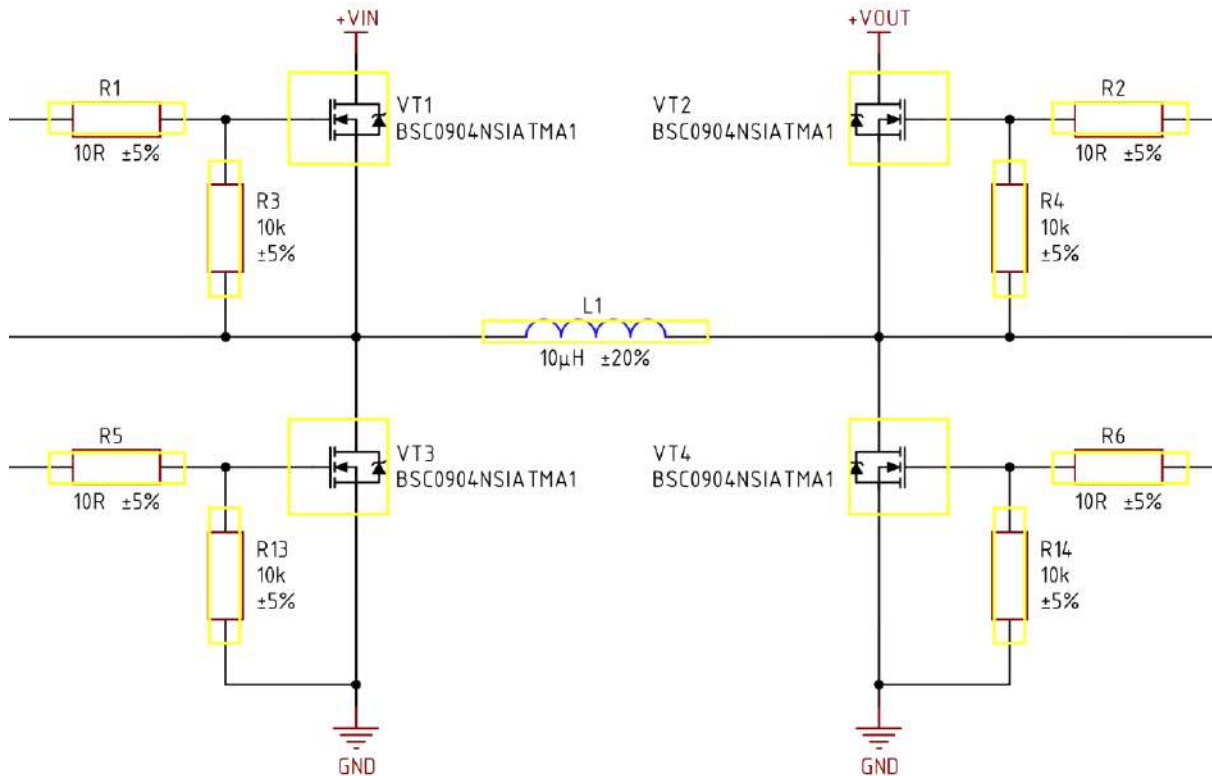 +VIN
+VOUT
R1
10R ±5%
VT1
BSC0904NSIATMA1
VT2
BSC0904NSIATMA1
R2
10R ±5%
R3
10k
±5%
R4
10k
±5%
L1
10µH ±20%
R5
10R ±5%
VT3
BSC0904NSIATMA1
VT4
BSC0904NSIATMA1
R6
10R ±5%
R13
10k
±5%
R14
10k
±5%
GND
GND